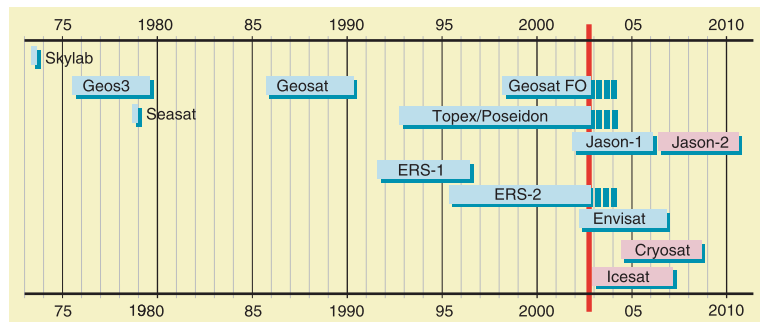 75 1980 85 1990 95 2000 05 2010
Skylab
Geos3 Geosat Geosat FO
Seasat Topex/Poseidon
Jason-1 Jason-2
ERS-1
ERS-2
Envisat
Cryosat
Icesat
75 1980 85 1990 95 2000 05 2010